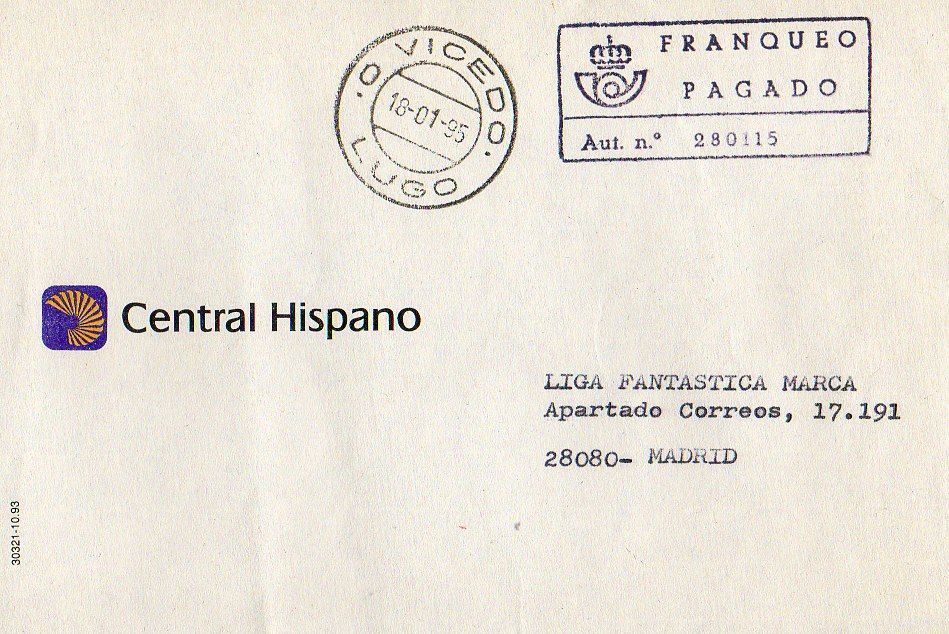 O VICEDO.
18-01-95
LUGO
FRANQUEO
PAGADO
Aut. n.º 280115
Central Hispano
LIGA FANTASTICA MARCA
Apartado Correos, 17.191
28080- MADRID
30321-10.93